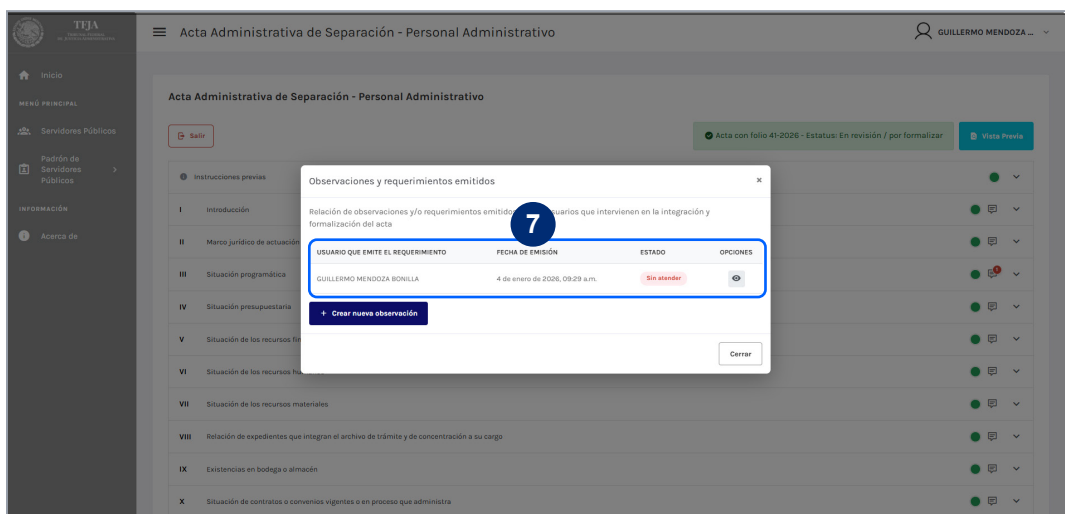 TFJA
Acta Administrativa de Separación - Personal Administrativo
GUILLERMO MENDOZA ...
Inicio
MENÚ PRINCIPAL
Servidores Públicos
Padrón de
Servidores
Públicos
INFORMACIÓN
Acerca de
Acta Administrativa de Separación - Personal Administrativo
Salir
Acta con folio 41-2026 - Estatus: En revisión / por formalizar
Vista Previa
Instrucciones previas
I Introducción
II Marco jurídico de actuación
III Situación programática
1
IV Situación presupuestaria
V Situación de los recursos
VI Situación de los recursos
VII Situación de los recursos materiales
VIII Relación de expedientes que integran el archivo de trámite y de concentración a su cargo
IX Existencias en bodega o almacén
X Situación de contratos o convenios vigentes o en proceso que administra
Observaciones y requerimientos emitidos
×
Relación de observaciones y/o requerimientos emitidos usuarios que intervienen en la integración y
formalización del acta
7
USUARIO QUE EMITE EL REQUERIMIENTO FECHA DE EMISIÓN ESTADO OPCIONES
GUILLERMO MENDOZA BONILLA 4 de enero de 2026, 09:29 a.m. Sin atender
+ Crear nueva observación
Cerrar